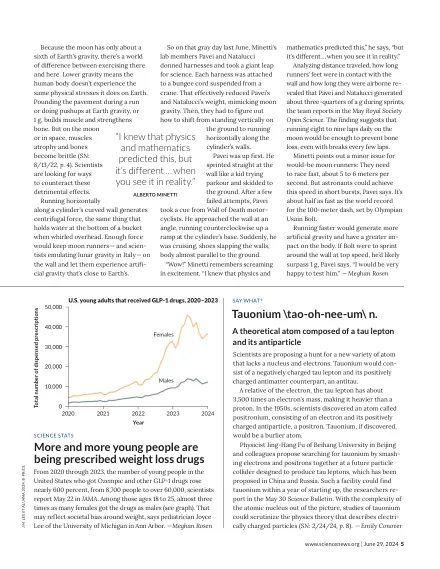 Because the moon has only about a
sixth of Earth's gravity, there's a world
of difference between exercising there
and here. Lower gravity means the
human body doesn't experience the
same physical stresses it does on Earth.
Pounding the pavement during a run
or doing pushups at Earth gravity, or
1 g, builds muscle and strengthens
bone. But on the moon
or in space, muscles
atrophy and bones
become brittle (SN:
8/13/22, p. 4). Scientists
are looking for ways
to counteract these
detrimental effects.
Running horizontally
along a cylinder's curved wall generates
centrifugal force, the same thing that
holds water at the bottom of a bucket
when whirled overhead. Enough force
would keep moon runners — and scien-
tists emulating lunar gravity in Italy — on
the wall and let them experience artifi-
cial gravity that's close to Earth's.
"I knew that physics
and mathematics
predicted this, but
it's different ... when
you see it in reality."
ALBERTO MINETTI
So on that gray day last June, Minetti's
lab members Pavei and Natalucci
donned harnesses and took a giant leap
for science. Each harness was attached
to a bungee cord suspended from a
crane. That effectively reduced Pavei's
and Natalucci's weight, mimicking moon
gravity. Then, they had to figure out
how to shift from standing vertically on
the ground to running
horizontally along the
cylinder's walls.
Pavei was up first. He
sprinted straight at the
wall like a kid trying
parkour and skidded to
the ground. After a few
failed attempts, Pavei
took a cue from Wall of Death motor-
cyclists. He approached the wall at an
angle, running counterclockwise up a
ramp at the cylinder's base. Suddenly, he
was cruising, shoes slapping the walls,
body almost parallel to the ground.
"Wow!" Minetti remembers screaming
in excitement. "I knew that physics and
mathematics predicted this," he says, "but
it's different...when you see it in reality."
Analyzing distance traveled, how long
runners' feet were in contact with the
wall and how long they were airborne re-
vealed that Pavei and Natalucci generated
about three-quarters of a g during sprints,
the team reports in the May Royal Society
Open Science. The finding suggests that
running eight to nine laps daily on the
moon would be enough to prevent bone
loss, even with breaks every few laps.
Minetti points out a minor issue for
would-be moon runners: They need
to race fast, about 5 to 6 meters per
second. But astronauts could achieve
this speed in short bursts, Pavei says. It's
about half as fast as the world record
for the 100-meter dash, set by Olympian
Usain Bolt.
Running faster would generate more
artificial gravity and have a greater im-
pact on the body. If Bolt were to sprint
around the wall at top speed, he'd likely
surpass 1 g, Pavei says. "I would be very
happy to test him." — Meghan Rosen
U.S. young adults that received GLP-1 drugs, 2020–2023
Total number of dispensed prescriptions
50,000
40,000
30,000
20,000
10,000
0
Females
Males
2020
2021
2022
2023
2024
Year
SCIENCE STATS
More and more young people are
being prescribed weight loss drugs
From 2020 through 2023, the number of young people in the
United States who got Ozempic and other GLP-1 drugs rose
nearly 600 percent, from 8,700 people to over 60,000, scientists
report May 22 in JAMA. Among those ages 18 to 25, almost three
times as many females got the drugs as males (see graph). That
may reflect societal bias around weight, says pediatrician Joyce
Lee of the University of Michigan in Ann Arbor. — Meghan Rosen
SAY WHAT?
Tauonium \tao-oh-nee-um\ n.
A theoretical atom composed of a tau lepton
and its antiparticle
Scientists are proposing a hunt for a new variety of atom
that lacks a nucleus and electrons. Tauonium would con-
sist of a negatively charged tau lepton and its positively
charged antimatter counterpart, an antitau.
A relative of the electron, the tau lepton has about
3,500 times an electron's mass, making it heavier than a
proton. In the 1950s, scientists discovered an atom called
positronium, consisting of an electron and its positively
charged antiparticle, a positron. Tauonium, if discovered,
would be a burlier atom.
Physicist Jing-Hang Fu of Beihang University in Beijing
and colleagues propose searching for tauonium by smash-
ing electrons and positrons together at a future particle
collider designed to produce tau leptons, which has been
proposed in China and Russia. Such a facility could find
tauonium within a year of starting up, the researchers re-
port in the May 30 Science Bulletin. With the complexity of
the atomic nucleus out of the picture, studies of tauonium
could scrutinize the physics theory that describes electri-
cally charged particles (SN: 2/24/24, p. 8). — Emily Conover
www.sciencenews.org | June 29, 2024 5